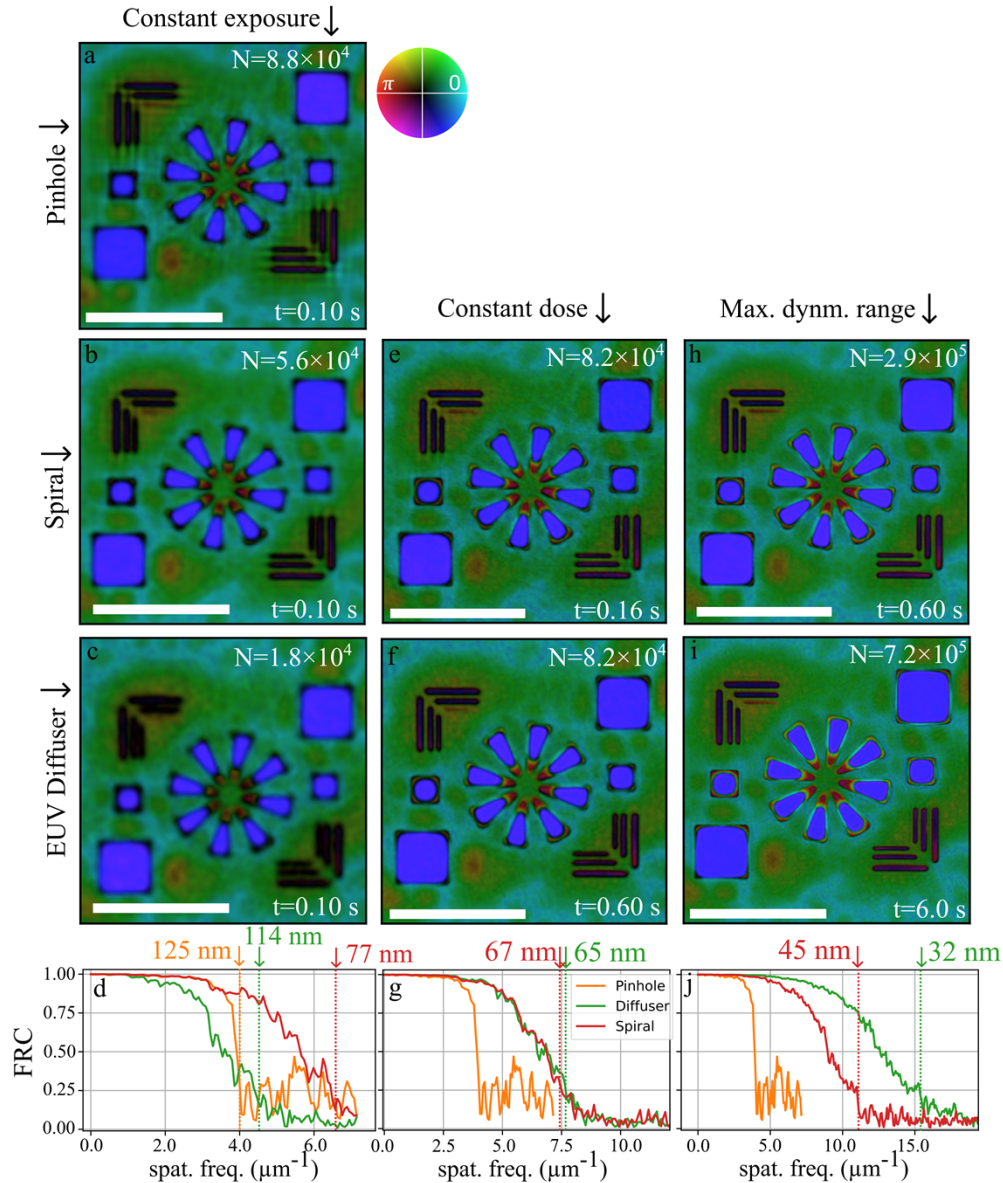 Constant exposure ↓
Pinhole ↓
a
N=8.8×10⁴
t=0.10 s
π
0
Constant dose ↓
Max. dynm. range ↓
Spiral ↓
b
N=5.6×10⁴
t=0.10 s
e
N=8.2×10⁴
t=0.16 s
h
N=2.9×10⁵
t=0.60 s
EUV Diffuser ↓
c
N=1.8×10⁴
t=0.10 s
f
N=8.2×10⁴
t=0.60 s
i
N=7.2×10⁵
t=6.0 s
125 nm
114 nm
77 nm
67 nm
65 nm
45 nm
32 nm
FRC
1.00
0.75
0.50
0.25
0.00
d
0.0
2.0
4.0
6.0
spat. freq. (µm⁻¹)
g
Pinhole
Diffuser
Spiral
0.0
2.5
5.0
7.5
10.0
spat. freq. (µm⁻¹)
j
0.0
5.0
10.0
15.0
spat. freq. (µm⁻¹)